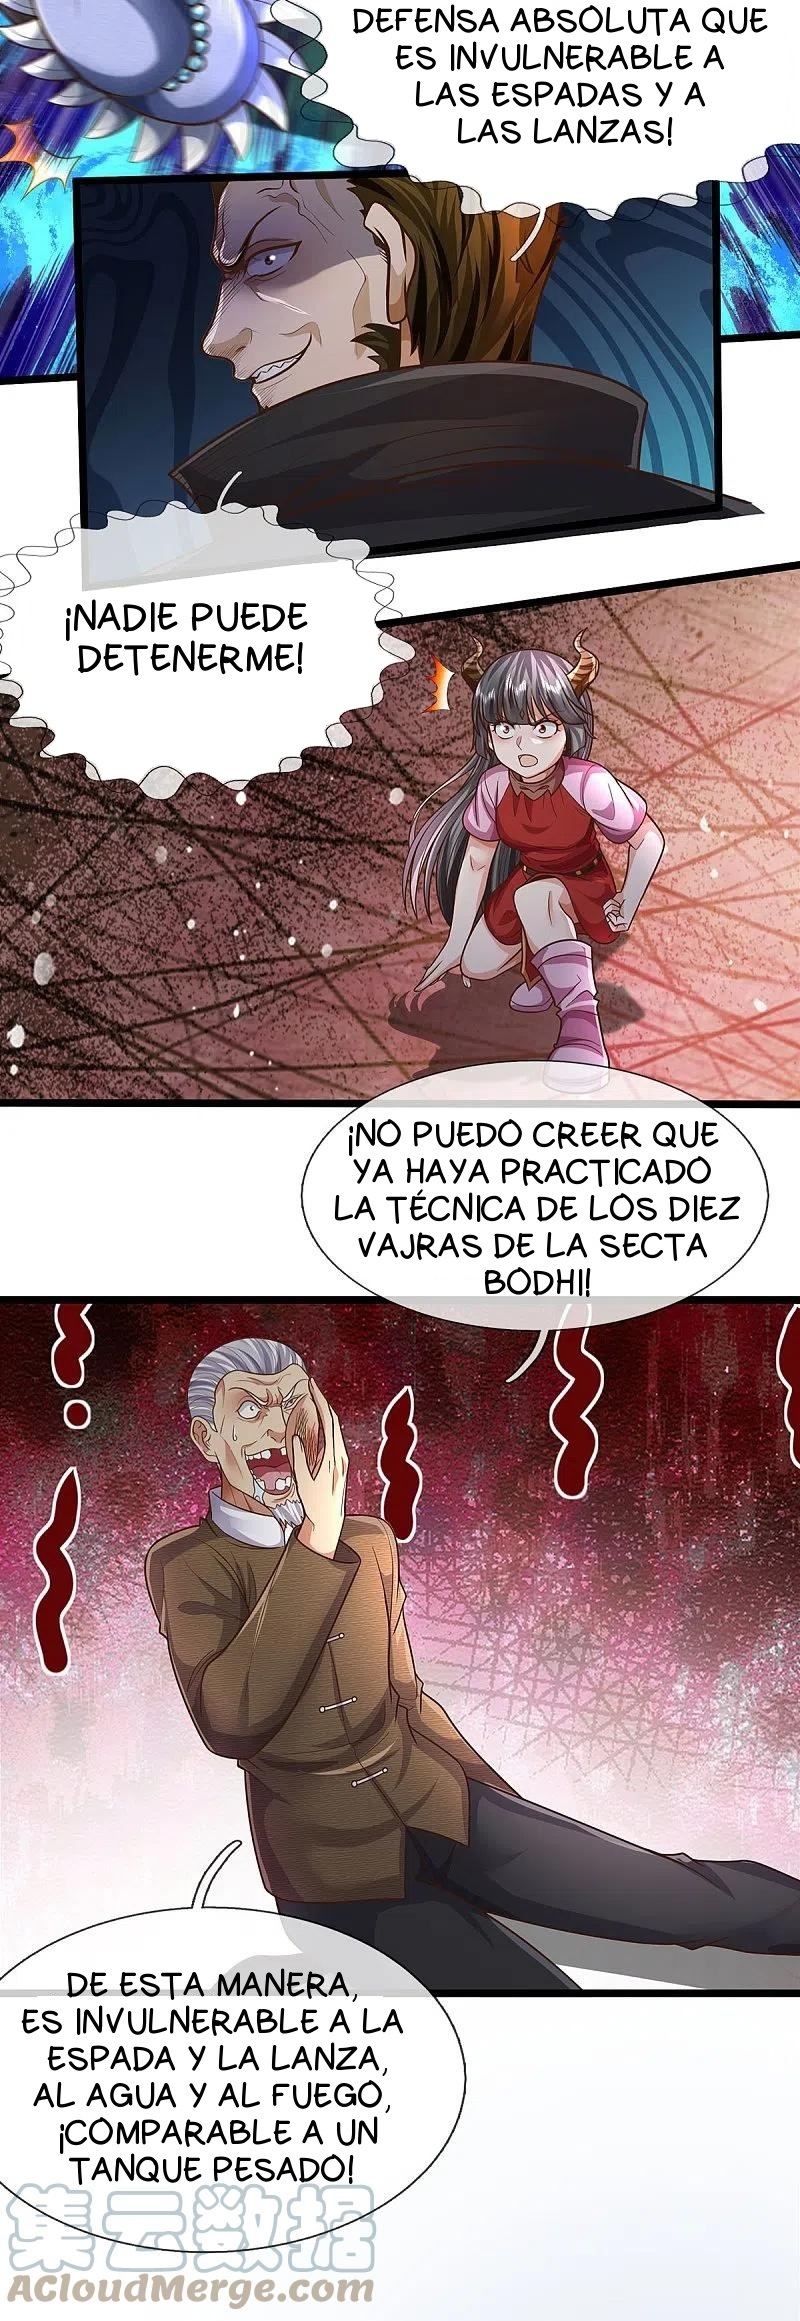 DEFENSA ABSOLUTA QUE
ES INVULNERABLE A
LAS ESPADAS Y A
LAS LANZAS!
¡NADIE PUEDE
DETENERME!
¡NO PUEDO CREER QUE
YA HAYA PRACTICADO
LA TÉCNICA DE LOS DIEZ
VAJRAS DE LA SECTA
BODHI!
DE ESTA MANERA,
ES INVULNERABLE A LA
ESPADA Y LA LANZA,
AL AGUA Y AL FUEGO,
¡COMPARABLE A UN
TANQUE PESADO!
集云数据
ACloudMerge.com